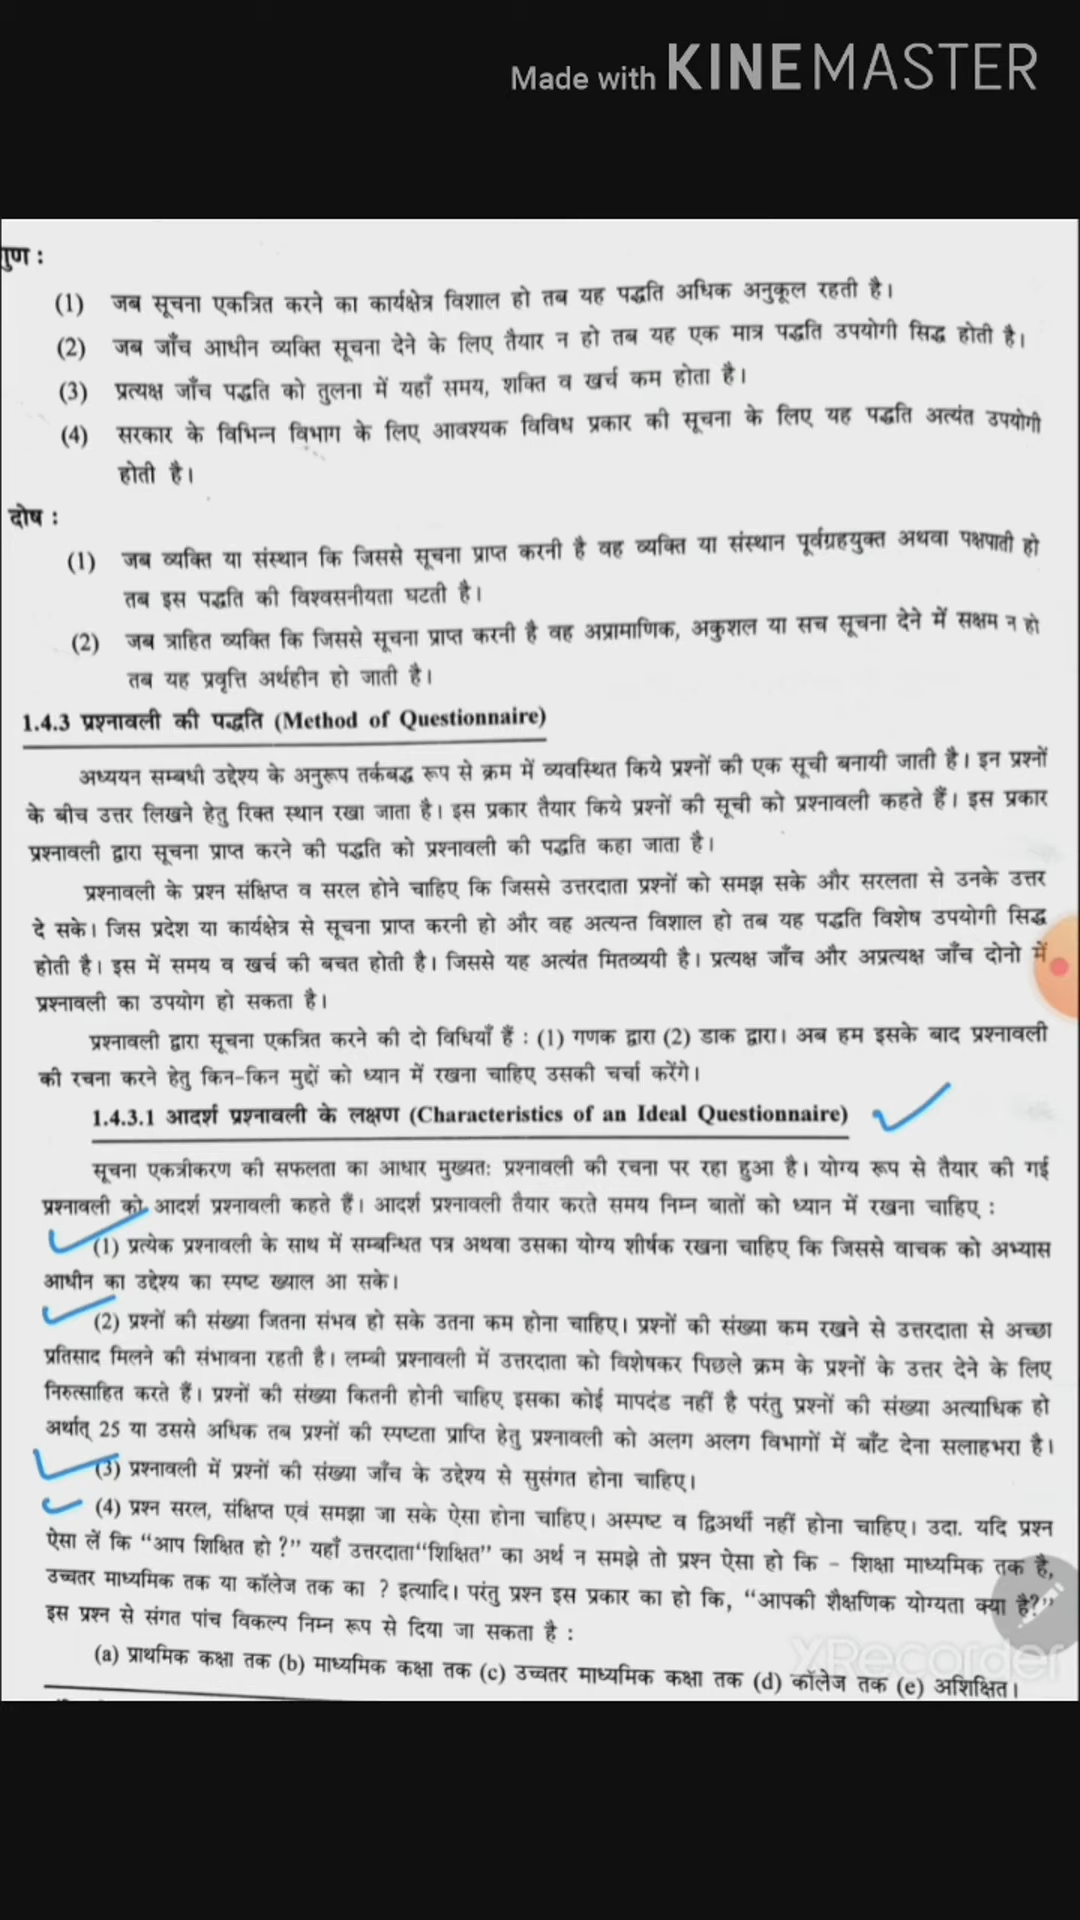 Made with KINEMASTER
गुण :
(1) जब सूचना एकत्रित करने का कार्यक्षेत्र विशाल हो तब यह पद्धति अधिक अनुकूल रहती है।
(2) जब जाँच आधीन व्यक्ति सूचना देने के लिए तैयार न हो तब यह एक मात्र पद्धति उपयोगी सिद्ध होती है।
(3) प्रत्यक्ष जाँच पद्धति को तुलना में यहाँ समय, शक्ति व खर्च कम होता है।
(4) सरकार के विभिन्न विभाग के लिए आवश्यक विविध प्रकार की सूचना के लिए यह पद्धति अत्यंत उपयोगी
होती है।
दोष :
(1) जब व्यक्ति या संस्थान कि जिससे सूचना प्राप्त करनी है वह व्यक्ति या संस्थान पूर्वग्रहयुक्त अथवा पक्षपाती हो
तब इस पद्धति की विश्वसनीयता घटती है।
(2) जब त्राहित व्यक्ति कि जिससे सूचना प्राप्त करनी है वह अप्रामाणिक, अकुशल या सच सूचना देने में सक्षम न हो
तब यह प्रवृत्ति अर्थहीन हो जाती है।
1.4.3 प्रश्नावली की पद्धति (Method of Questionnaire)
अध्ययन सम्बधी उद्देश्य के अनुरूप तर्कबद्ध रूप से क्रम में व्यवस्थित किये प्रश्नों की एक सूची बनायी जाती है। इन प्रश्नों
के बीच उत्तर लिखने हेतु रिक्त स्थान रखा जाता है। इस प्रकार तैयार किये प्रश्नों की सूची को प्रश्नावली कहते हैं। इस प्रकार
प्रश्नावली द्वारा सूचना प्राप्त करने की पद्धति को प्रश्नावली की पद्धति कहा जाता है।
प्रश्नावली के प्रश्न संक्षिप्त व सरल होने चाहिए कि जिससे उत्तरदाता प्रश्नों को समझ सके और सरलता से उनके उत्तर
दे सके। जिस प्रदेश या कार्यक्षेत्र से सूचना प्राप्त करनी हो और वह अत्यन्त विशाल हो तब यह पद्धति विशेष उपयोगी सिद्ध
होती है। इस में समय व खर्च की बचत होती है। जिससे यह अत्यंत मितव्ययी है। प्रत्यक्ष जाँच और अप्रत्यक्ष जाँच दोनो में
प्रश्नावली का उपयोग हो सकता है।
प्रश्नावली द्वारा सूचना एकत्रित करने की दो विधियाँ हैं : (1) गणक द्वारा (2) डाक द्वारा। अब हम इसके बाद प्रश्नावली
की रचना करने हेतु किन-किन मुद्दों को ध्यान में रखना चाहिए उसकी चर्चा करेंगे।
1.4.3.1 आदर्श प्रश्नावली के लक्षण (Characteristics of an Ideal Questionnaire)
सूचना एकत्रीकरण की सफलता का आधार मुख्यतः प्रश्नावली की रचना पर रहा हुआ है। योग्य रूप से तैयार की गई
प्रश्नावली को आदर्श प्रश्नावली कहते हैं। आदर्श प्रश्नावली तैयार करते समय निम्न बातों को ध्यान में रखना चाहिए :
(1) प्रत्येक प्रश्नावली के साथ में सम्बन्धित पत्र अथवा उसका योग्य शीर्षक रखना चाहिए कि जिससे वाचक को अभ्यास
आधीन का उद्देश्य का स्पष्ट ख्याल आ सके।
(2) प्रश्नों की संख्या जितना संभव हो सके उतना कम होना चाहिए। प्रश्नों की संख्या कम रखने से उत्तरदाता से अच्छा
प्रतिसाद मिलने की संभावना रहती है। लम्बी प्रश्नावली में उत्तरदाता को विशेषकर पिछले क्रम के प्रश्नों के उत्तर देने के लिए
निरुत्साहित करते हैं। प्रश्नों की संख्या कितनी होनी चाहिए इसका कोई मापदंड नहीं है परंतु प्रश्नों की संख्या अत्याधिक हो
अर्थात् 25 या उससे अधिक तब प्रश्नों की स्पष्टता प्राप्ति हेतु प्रश्नावली को अलग अलग विभागों में बाँट देना सलाहभरा है।
(3) प्रश्नावली में प्रश्नों की संख्या जाँच के उद्देश्य से सुसंगत होना चाहिए।
(4) प्रश्न सरल, संक्षिप्त एवं समझा जा सके ऐसा होना चाहिए। अस्पष्ट व द्विअर्थी नहीं होना चाहिए। उदा. यदि प्रश्न
ऐसा लें कि “आप शिक्षित हो ?” यहाँ उत्तरदाता “शिक्षित” का अर्थ न समझे तो प्रश्न ऐसा हो कि - शिक्षा माध्यमिक तक है,
उच्चतर माध्यमिक तक या कॉलेज तक का ? इत्यादि। परंतु प्रश्न इस प्रकार का हो कि, “आपकी शैक्षणिक योग्यता क्या है?”
इस प्रश्न से संगत पांच विकल्प निम्न रूप से दिया जा सकता है :
(a) प्राथमिक कक्षा तक (b) माध्यमिक कक्षा तक (c) उच्चतर माध्यमिक कक्षा तक (d) कॉलेज तक (e) अशिक्षित।
XRecorder